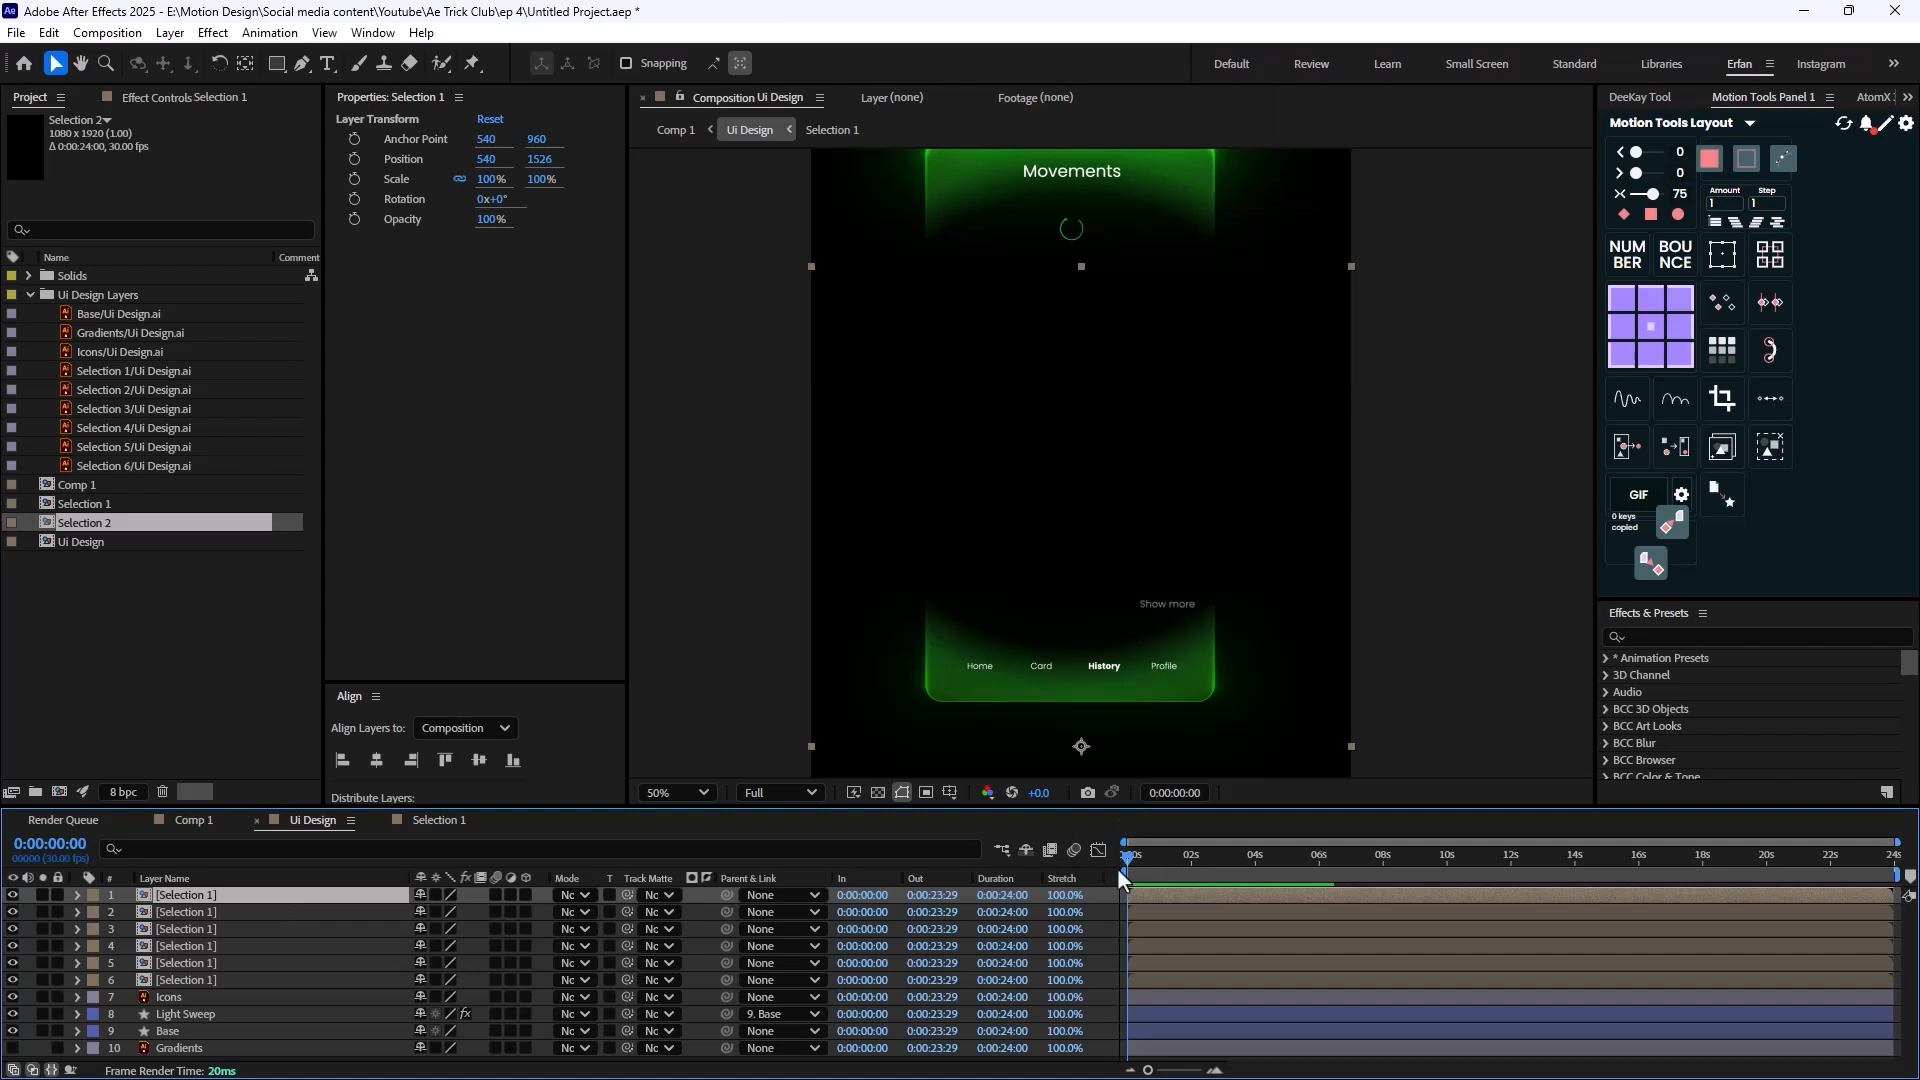 Adobe After Effects 2025 - E:\Motion Design\Social media content\Youtube\Ae Trick Club\ep 4\Untitled Project.aep *
File Edit Composition Layer Effect Animation View Window Help
Snapping
Default Review Learn Small Screen Standard Libraries Erfan Instagram
Project Effect Controls Selection 1
Selection 2
1080 x 1920 (1.00)
Δ 0:00:24:00, 30.00 fps
Name Comment
Solids
Ui Design Layers
Base/Ui Design.ai
Gradients/Ui Design.ai
Icons/Ui Design.ai
Selection 1/Ui Design.ai
Selection 2/Ui Design.ai
Selection 3/Ui Design.ai
Selection 4/Ui Design.ai
Selection 5/Ui Design.ai
Selection 6/Ui Design.ai
Comp 1
Selection 1
Selection 2
Ui Design
8 bpc
Properties: Selection 1
Layer Transform Reset
Anchor Point 540 960
Position 540 1526
Scale 100% 100%
Rotation 0x+0°
Opacity 100%
Align
Align Layers to: Composition
Distribute Layers:
Composition Ui Design Layer (none) Footage (none)
Comp 1 Ui Design Selection 1
Movements
Show more
Home Card History Profile
50% Full +0.0 0:00:00:00
DeeKay Tool Motion Tools Panel 1 AtomX
Motion Tools Layout
0
0
75
Amount Step
1 1
NUM
BER
BOU
NCE
GIF
0 keys
copied
Effects & Presets
* Animation Presets
3D Channel
Audio
BCC 3D Objects
BCC Art Looks
BCC Blur
BCC Browser
BCC Color & Tone
Render Queue Comp 1 Ui Design Selection 1
0:00:00:00
00000 (30.00 fps)
02s 04s 06s 08s 10s 12s 14s 16s 18s 20s 22s 24s
# Layer Name Mode T Track Matte Parent & Link In Out Duration Stretch
1 [Selection 1] Nc Nc None 0:00:00:00 0:00:23:29 0:00:24:00 100.0%
2 [Selection 1] Nc Nc None 0:00:00:00 0:00:23:29 0:00:24:00 100.0%
3 [Selection 1] Nc Nc None 0:00:00:00 0:00:23:29 0:00:24:00 100.0%
4 [Selection 1] Nc Nc None 0:00:00:00 0:00:23:29 0:00:24:00 100.0%
5 [Selection 1] Nc Nc None 0:00:00:00 0:00:23:29 0:00:24:00 100.0%
6 [Selection 1] Nc Nc None 0:00:00:00 0:00:23:29 0:00:24:00 100.0%
7 Icons Nc Nc None 0:00:00:00 0:00:23:29 0:00:24:00 100.0%
8 Light Sweep fx Nc Nc 9. Base 0:00:00:00 0:00:23:29 0:00:24:00 100.0%
9 Base Nc Nc None 0:00:00:00 0:00:23:29 0:00:24:00 100.0%
10 Gradients Nc Nc None 0:00:00:00 0:00:23:29 0:00:24:00 100.0%
Frame Render Time: 20ms